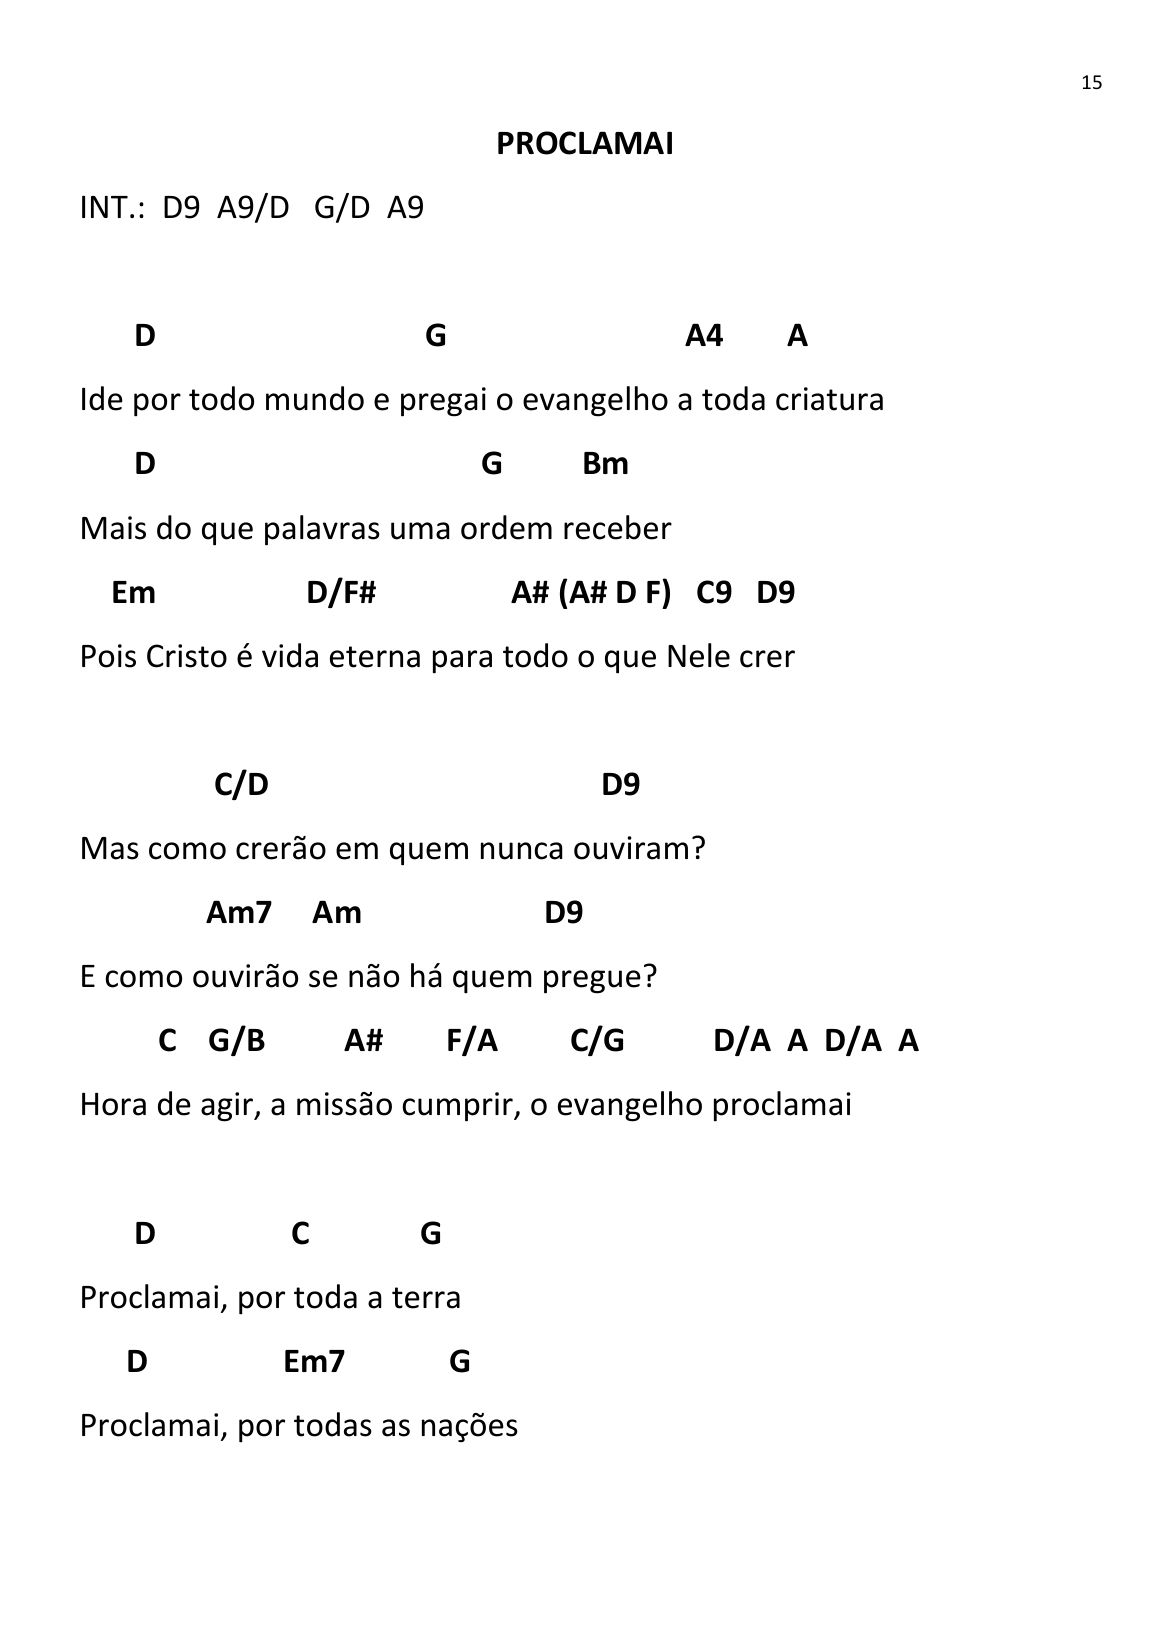 15
PROCLAMAI
INT.: D9 A9/D G/D A9
D G A4 A
Ide por todo mundo e pregai o evangelho a toda criatura
D G Bm
Mais do que palavras uma ordem receber
Em D/F# A# (A# D F) C9 D9
Pois Cristo é vida eterna para todo o que Nele crer
C/D D9
Mas como crerão em quem nunca ouviram?
Am7 Am D9
E como ouvirão se não há quem pregue?
C G/B A# F/A C/G D/A A D/A A
Hora de agir, a missão cumprir, o evangelho proclamai
D C G
Proclamai, por toda a terra
D Em7 G
Proclamai, por todas as nações